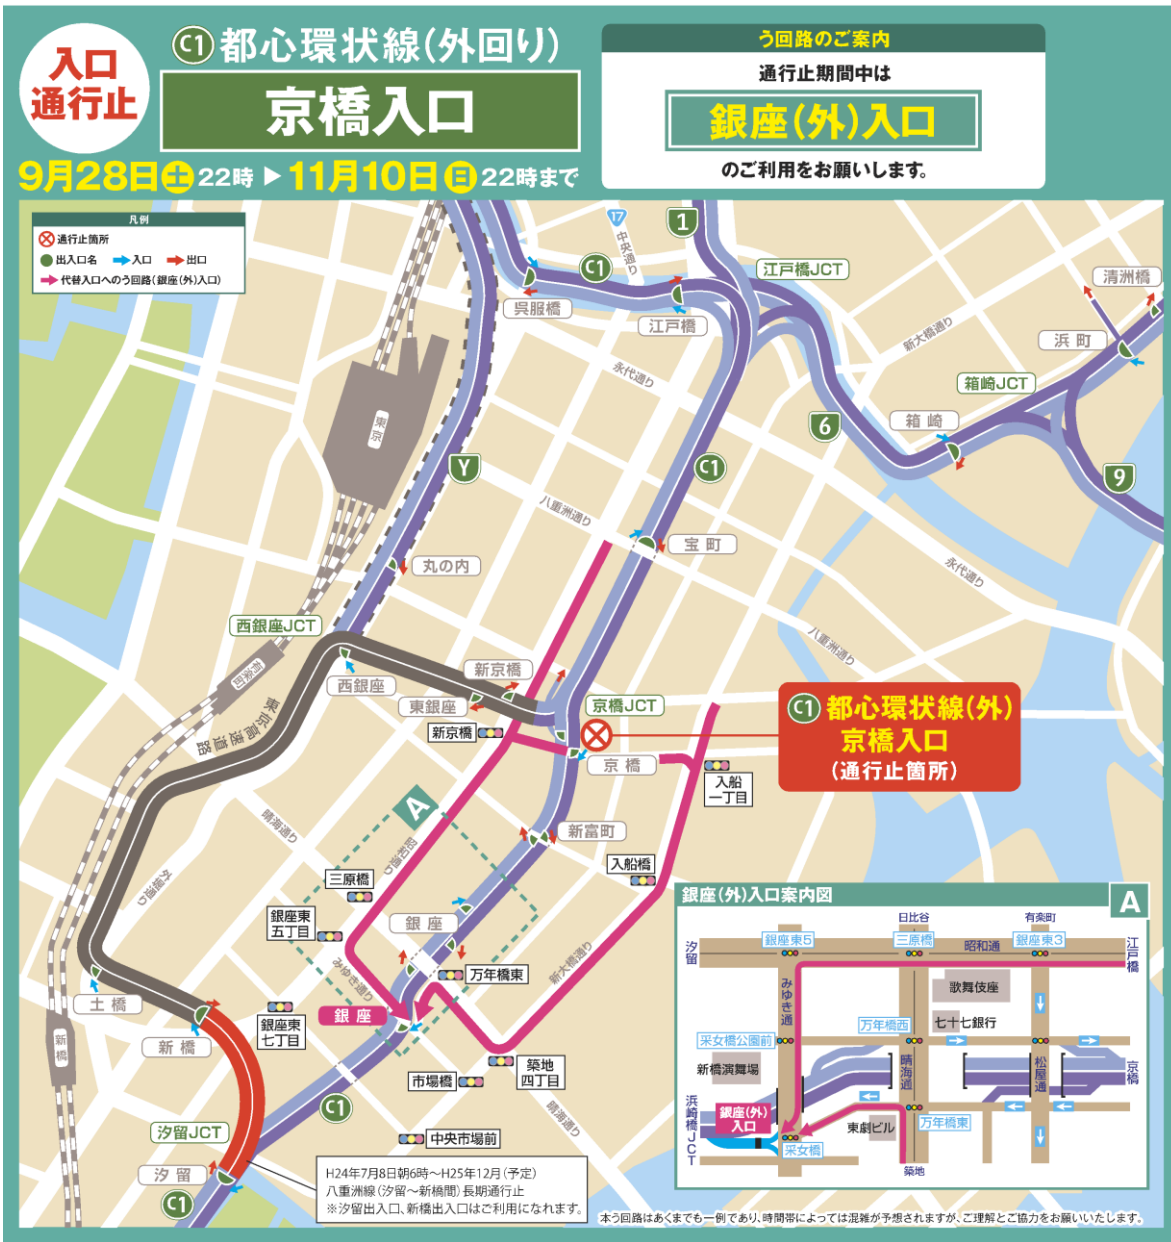 入口
通行止
C1 都心環状線(外回り)
京橋入口
9月28日土22時▶11月10日日22時まで
う回路のご案内
通行止期間中は
銀座(外)入口
のご利用をお願いします。
凡例
通行止箇所
出入口名 入口 出口
代替入口へのう回路(銀座(外)入口)
17
中央通り
1
C1
江戸橋JCT
清洲橋
呉服橋
江戸橋
浜町
新大橋通り
永代通り
箱崎JCT
箱崎
東京
6
Y
C1
9
八重洲通り
宝町
丸の内
永代通り
西銀座JCT
八重洲通り
有楽町
新京橋
西銀座
東銀座
京橋JCT
新京橋
東京高速道路
京橋
C1 都心環状線(外)
京橋入口
(通行止箇所)
入船
一丁目
A
晴海通り
新富町
昭和通り
入船橋
外堀通り
三原橋
銀座東
五丁目
銀座
みゆき通り
万年橋東
新大橋通り
土橋
銀座
銀座東
七丁目
新橋
新橋
市場橋
築地
四丁目
C1
晴海通り
汐留JCT
中央市場前
汐留
C1
H24年7月8日朝6時~H25年12月(予定)
八重洲線(汐留~新橋間)長期通行止
※汐留出入口、新橋出入口はご利用になれます。
銀座(外)入口案内図
A
日比谷
有楽町
汐留
銀座東5
三原橋
昭和通
銀座東3
江戸橋
みゆき通
歌舞伎座
七十七銀行
万年橋西
采女橋公園前
新橋演舞場
晴海通
松屋通
京橋
浜崎橋JCT
銀座(外)
入口
東劇ビル
万年橋東
采女橋
築地
本う回路はあくまでも一例であり、時間帯によっては混雑が予想されますが、ご理解とご協力をお願いいたします。